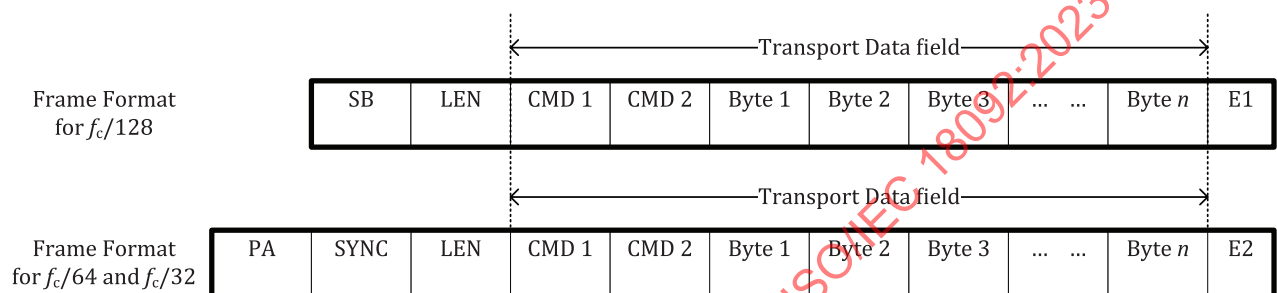 Transport Data field
Frame Format
for fc/128
SB LEN CMD 1 CMD 2 Byte 1 Byte 2 Byte 3 ... ... Byte n E1
Transport Data field
Frame Format
for fc/64 and fc/32
PA SYNC LEN CMD 1 CMD 2 Byte 1 Byte 2 Byte 3 ... ... Byte n E2
ISO/IEC 18092:2023